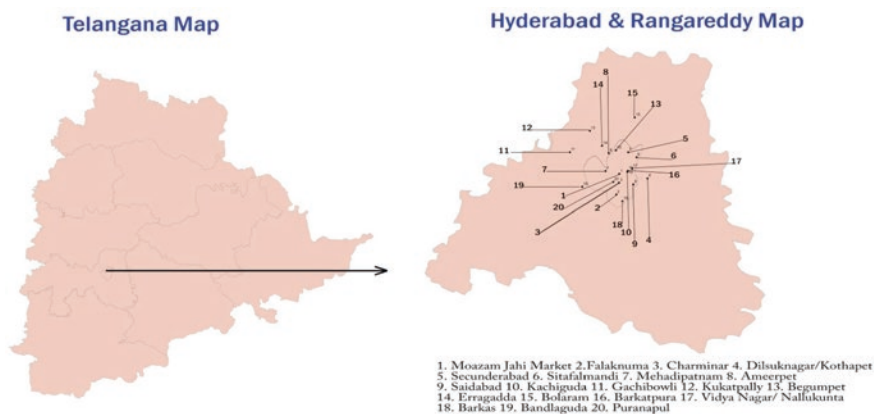 Telangana Map
Hyderabad & Rangareddy Map
8
14
15
13
12
5
11
6
17
7
16
19
1
20
2
18
3
10
4
9
1. Moazam Jahi Market 2.Falaknuma 3. Charminar 4. Dilsuknagar/Kothapet
5. Secunderabad 6. Sitafalmandi 7. Mehadipatnam 8. Ameerpet
9. Saidabad 10. Kachiguda 11. Gachibowli 12. Kukatpally 13. Begumpet
14. Erragadda 15. Bolaram 16. Barkatpura 17. Vidya Nagar/ Nallukunta
18. Barkas 19. Bandlaguda 20. Puranapul